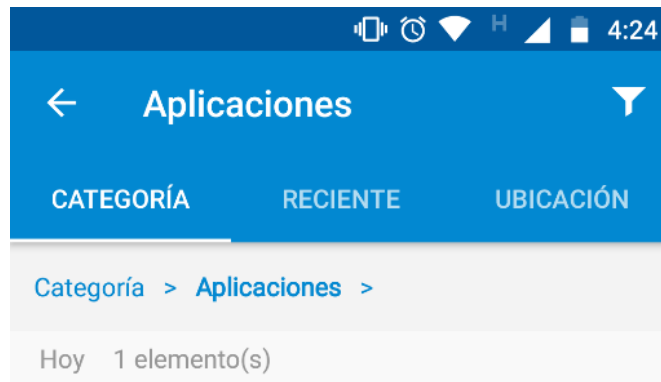 H 4:24
Aplicaciones
CATEGORÍA RECIENTE UBICACIÓN
Categoría > Aplicaciones >
Hoy 1 elemento(s)